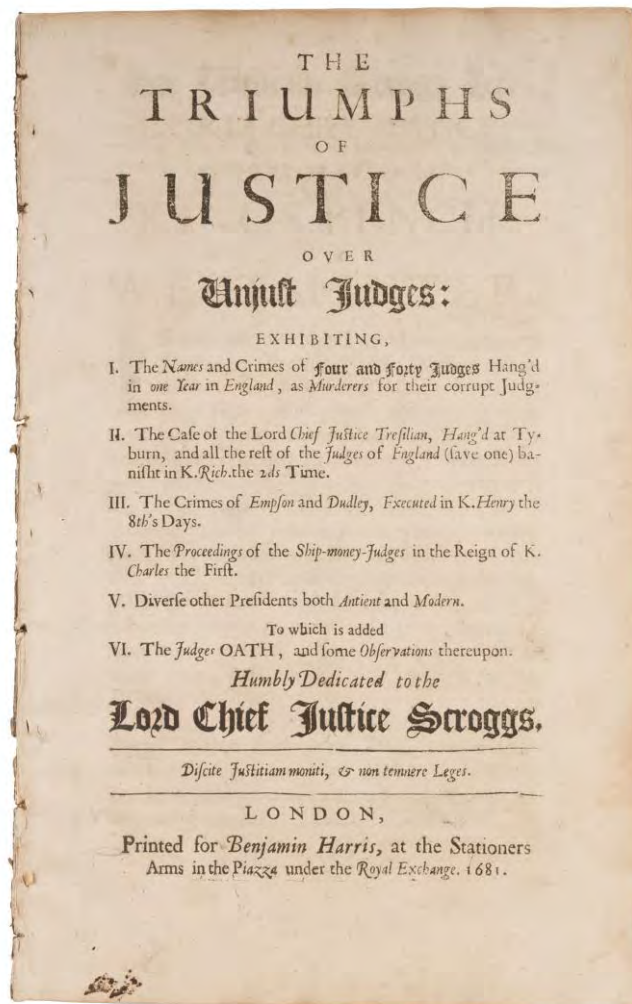 THE
TRIUMPHS
OF
JUSTICE
OVER
Unjuſt Judges:
EXHIBITING,
I. The Names and Crimes of Four and Forty Judges Hang'd
in one Year in England, as Murderers for their corrupt Judg-
ments.
II. The Caſe of the Lord Chief Juſtice Treſilian, Hang'd at Ty-
burn, and all the reſt of the Judges of England (ſave one) ba-
niſht in K. Rich. the 2ds Time.
III. The Crimes of Empſon and Dudley, Executed in K. Henry the
8th's Days.
IV. The Proceedings of the Ship-money-Judges in the Reign of K.
Charles the Firſt.
V. Diverſe other Preſidents both Antient and Modern.
To which is added
VI. The Judges OATH, and ſome Obſervations thereupon.
Humbly Dedicated to the
Lord Chief Juſtice Scroggs.
Diſcite Juſtitiam moniti, & non temnere Leges.
LONDON,
Printed for Benjamin Harris, at the Stationers
Arms in the Piazza under the Royal Exchange. 1681.